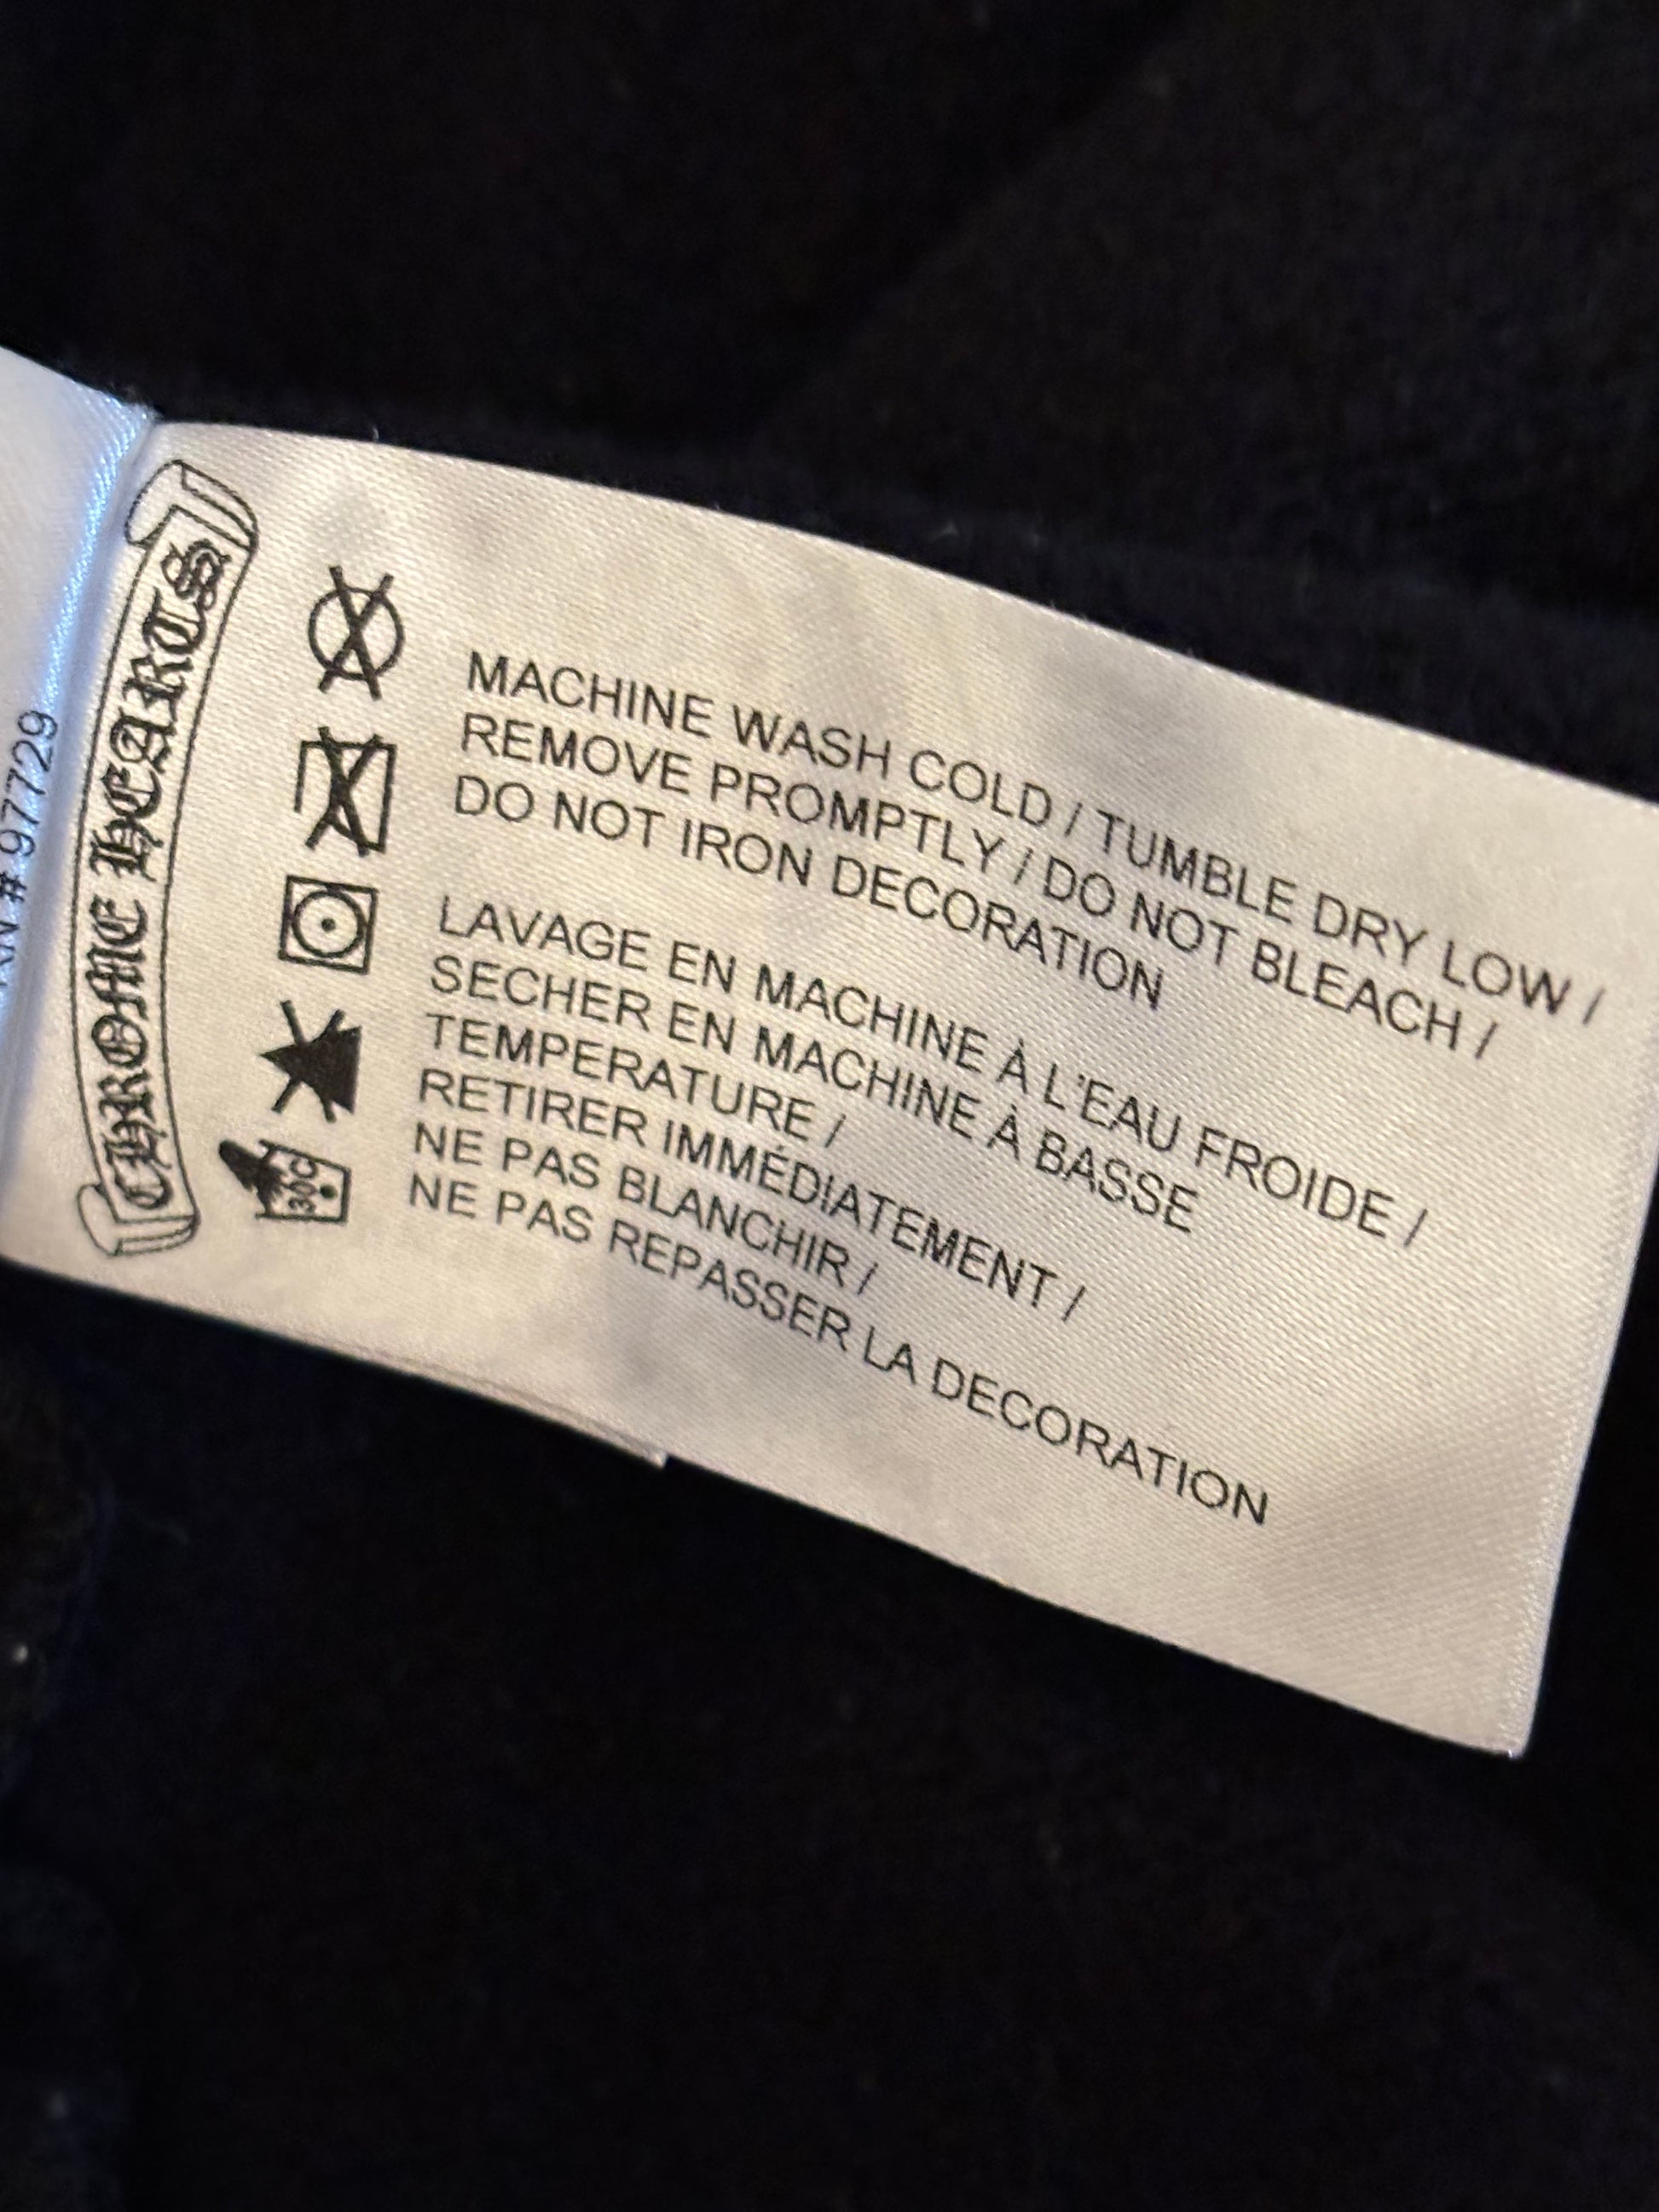 # 97729
CHROME HEARTS
30C
MACHINE WASH COLD / TUMBLE DRY LOW /
REMOVE PROMPTLY / DO NOT BLEACH /
DO NOT IRON DECORATION
LAVAGE EN MACHINE À L'EAU FROIDE /
SECHER EN MACHINE À BASSE
TEMPERATURE /
RETIRER IMMÉDIATEMENT /
NE PAS BLANCHIR /
NE PAS REPASSER LA DECORATION